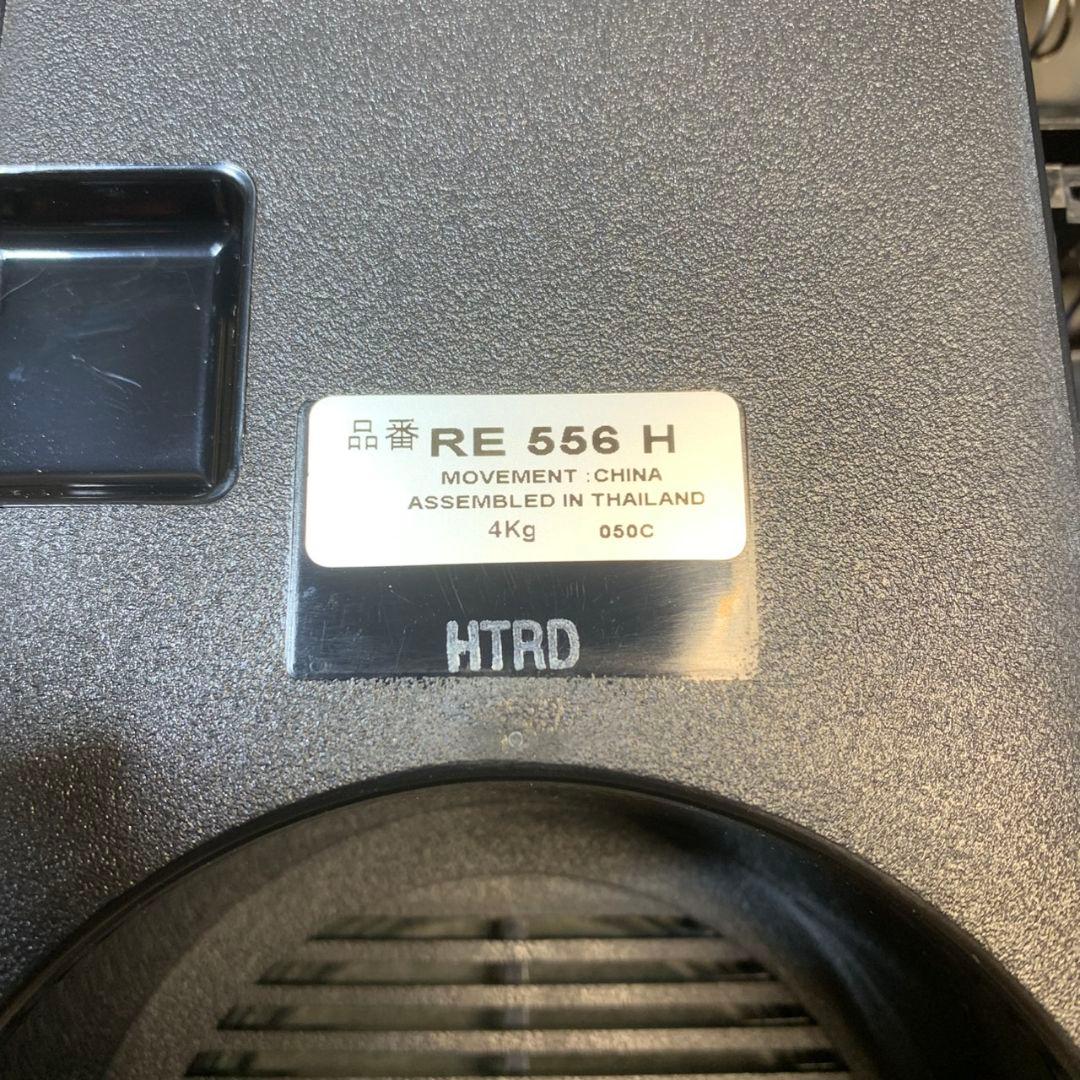 品番 RE 556 H
MOVEMENT : CHINA
ASSEMBLED IN THAILAND
4Kg 050C
HTRD